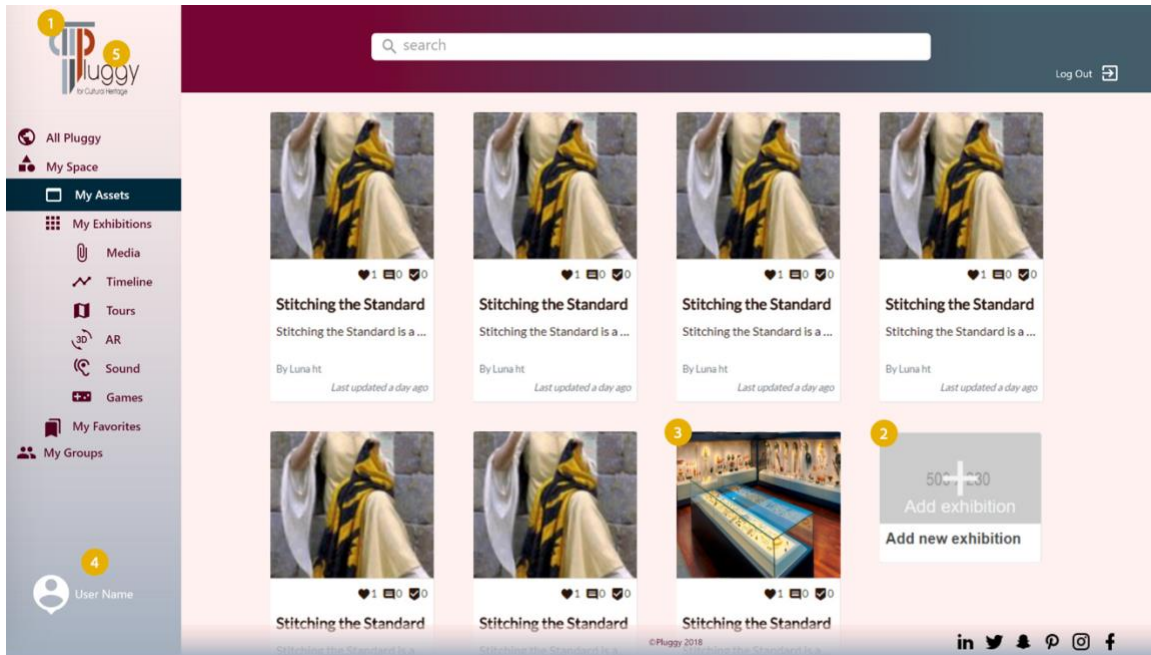 1
5
Pluggy
for Cultural Heritage
search
Log Out
All Pluggy
My Space
My Assets
My Exhibitions
Media
Timeline
Tours
3D AR
Sound
Games
My Favorites
My Groups
4
User Name
1 0 0
1 0 0
1 0 0
1 0 0
Stitching the Standard
Stitching the Standard
Stitching the Standard
Stitching the Standard
Stitching the Standard is a ...
Stitching the Standard is a ...
Stitching the Standard is a ...
Stitching the Standard is a ...
By Luna ht
By Luna ht
By Luna ht
By Luna ht
Last updated a day ago
Last updated a day ago
Last updated a day ago
Last updated a day ago
3
2
Add exhibition
Add new exhibition
1 0 0
1 0 0
1 0 0
Stitching the Standard
Stitching the Standard
Stitching the Standard
©Pluggy 2018
in
f